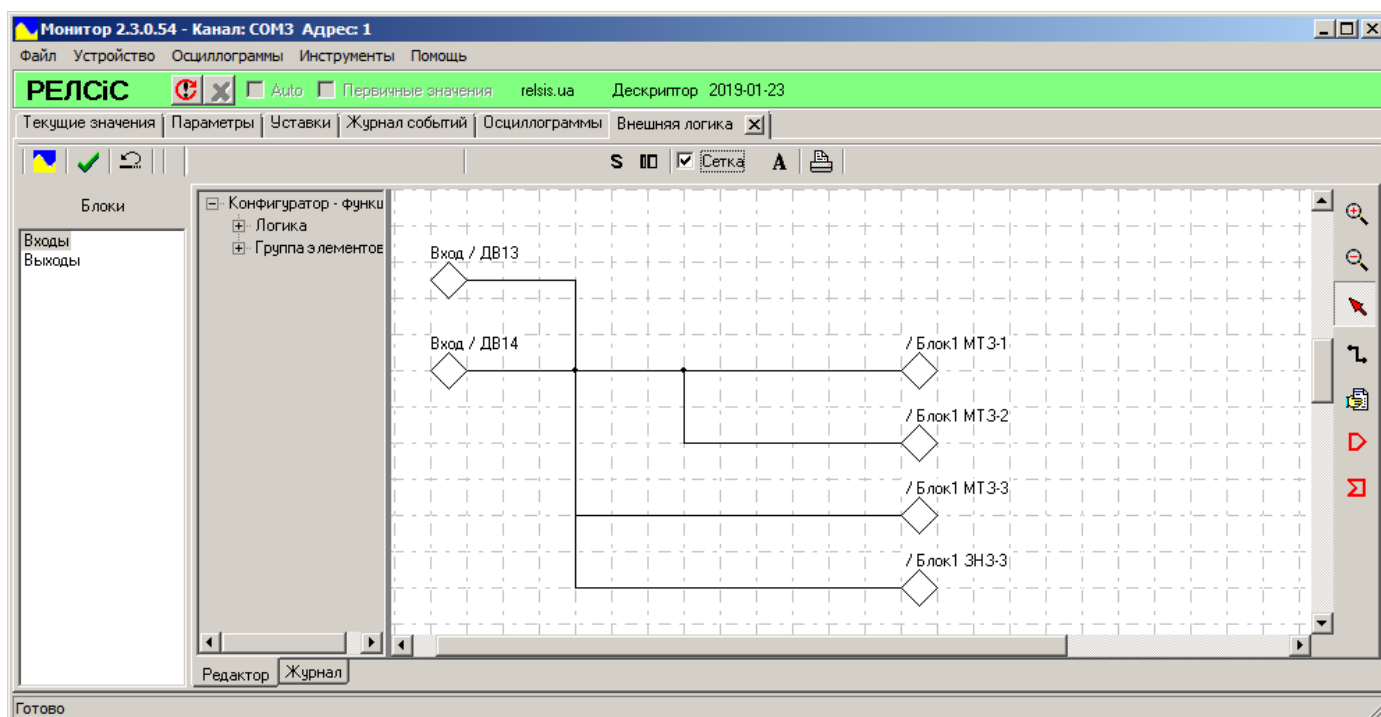 Монитор 2.3.0.54 - Канал: COM3 Адрес: 1
Файл Устройство Осциллограммы Инструменты Помощь
РЕЛСіС Auto Первичные значения relsis.ua Дескриптор 2019-01-23
Текущие значения Параметры Уставки Журнал событий Осциллограммы Внешняя логика
S Сетка A
Блоки
Входы
Выходы
Конфигуратор - функци
Логика
Группа элементов
Вход / ДВ13
Вход / ДВ14
/ Блок1 МТЗ-1
/ Блок1 МТЗ-2
/ Блок1 МТЗ-3
/ Блок1 ЗНЗ-3
Редактор Журнал
Готово